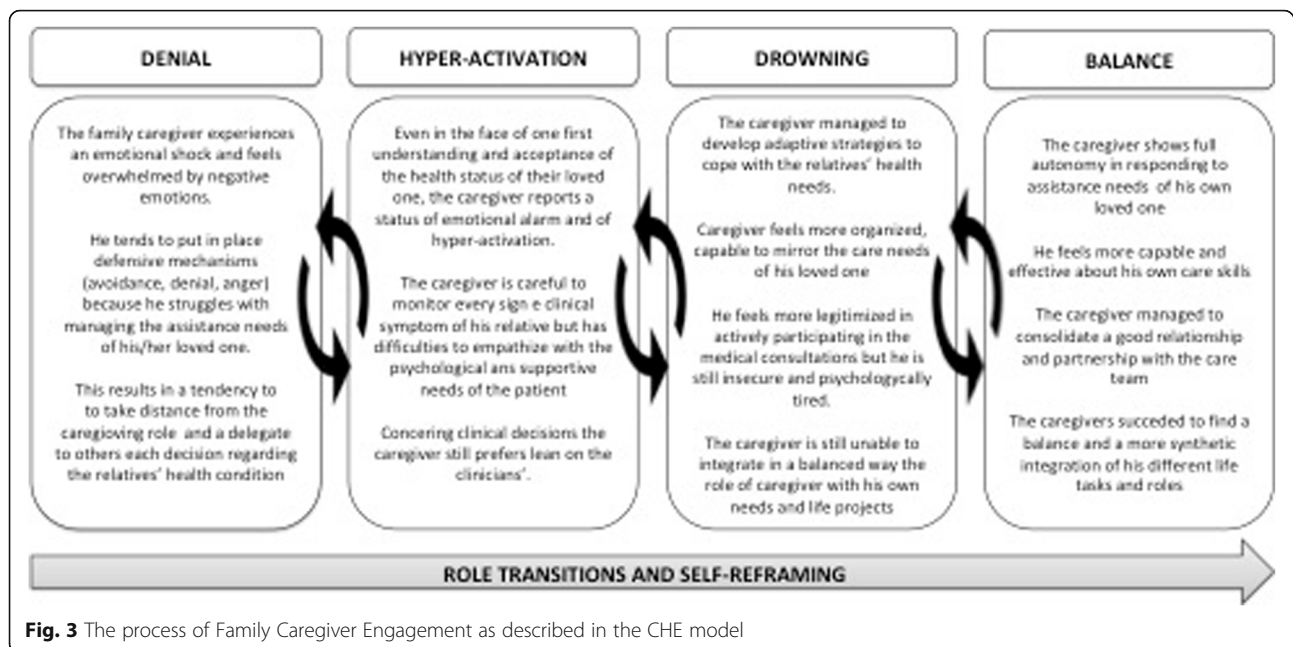 DENIAL
The family caregiver experiences
an emotional shock and feels
overwhelmed by negative
emotions.
He tends to put in place
defensive mechanisms
(avoidance, denial, anger)
because he struggles with
managing the assistance needs
of his/her loved one.
This results in a tendency to
to take distance from the
caregioving role and a delegate
to others each decision regarding
the relatives' health condition
HYPER-ACTIVATION
Even in the face of one first
understanding and acceptance of
the health status of their loved
one, the caregiver reports a
status of emotional alarm and of
hyper-activation.
The caregiver is careful to
monitor every sign e clinical
symptom of his relative but has
difficulties to empathize with the
psychological ans supportive
needs of the patient
Concering clinical decisions the
caregiver still prefers lean on the
clinicians'.
DROWNING
The caregiver managed to
develop adaptive strategies to
cope with the relatives' health
needs.
Caregiver feels more organized,
capable to mirror the care needs
of his loved one
He feels more legitimized in
actively participating in the
medical consultations but he is
still insecure and psychologycally
tired.
The caregiver is still unable to
integrate in a balanced way the
role of caregiver with his own
needs and life projects
BALANCE
The caregiver shows full
autonomy in responding to
assistance needs of his own
loved one
He feels more capable and
effective about his own care skills
The caregiver managed to
consolidate a good relationship
and partnership with the care
team
The caregivers succeded to find a
balance and a more synthetic
integration of his different life
tasks and roles
ROLE TRANSITIONS AND SELF-REFRAMING
Fig. 3 The process of Family Caregiver Engagement as described in the CHE model